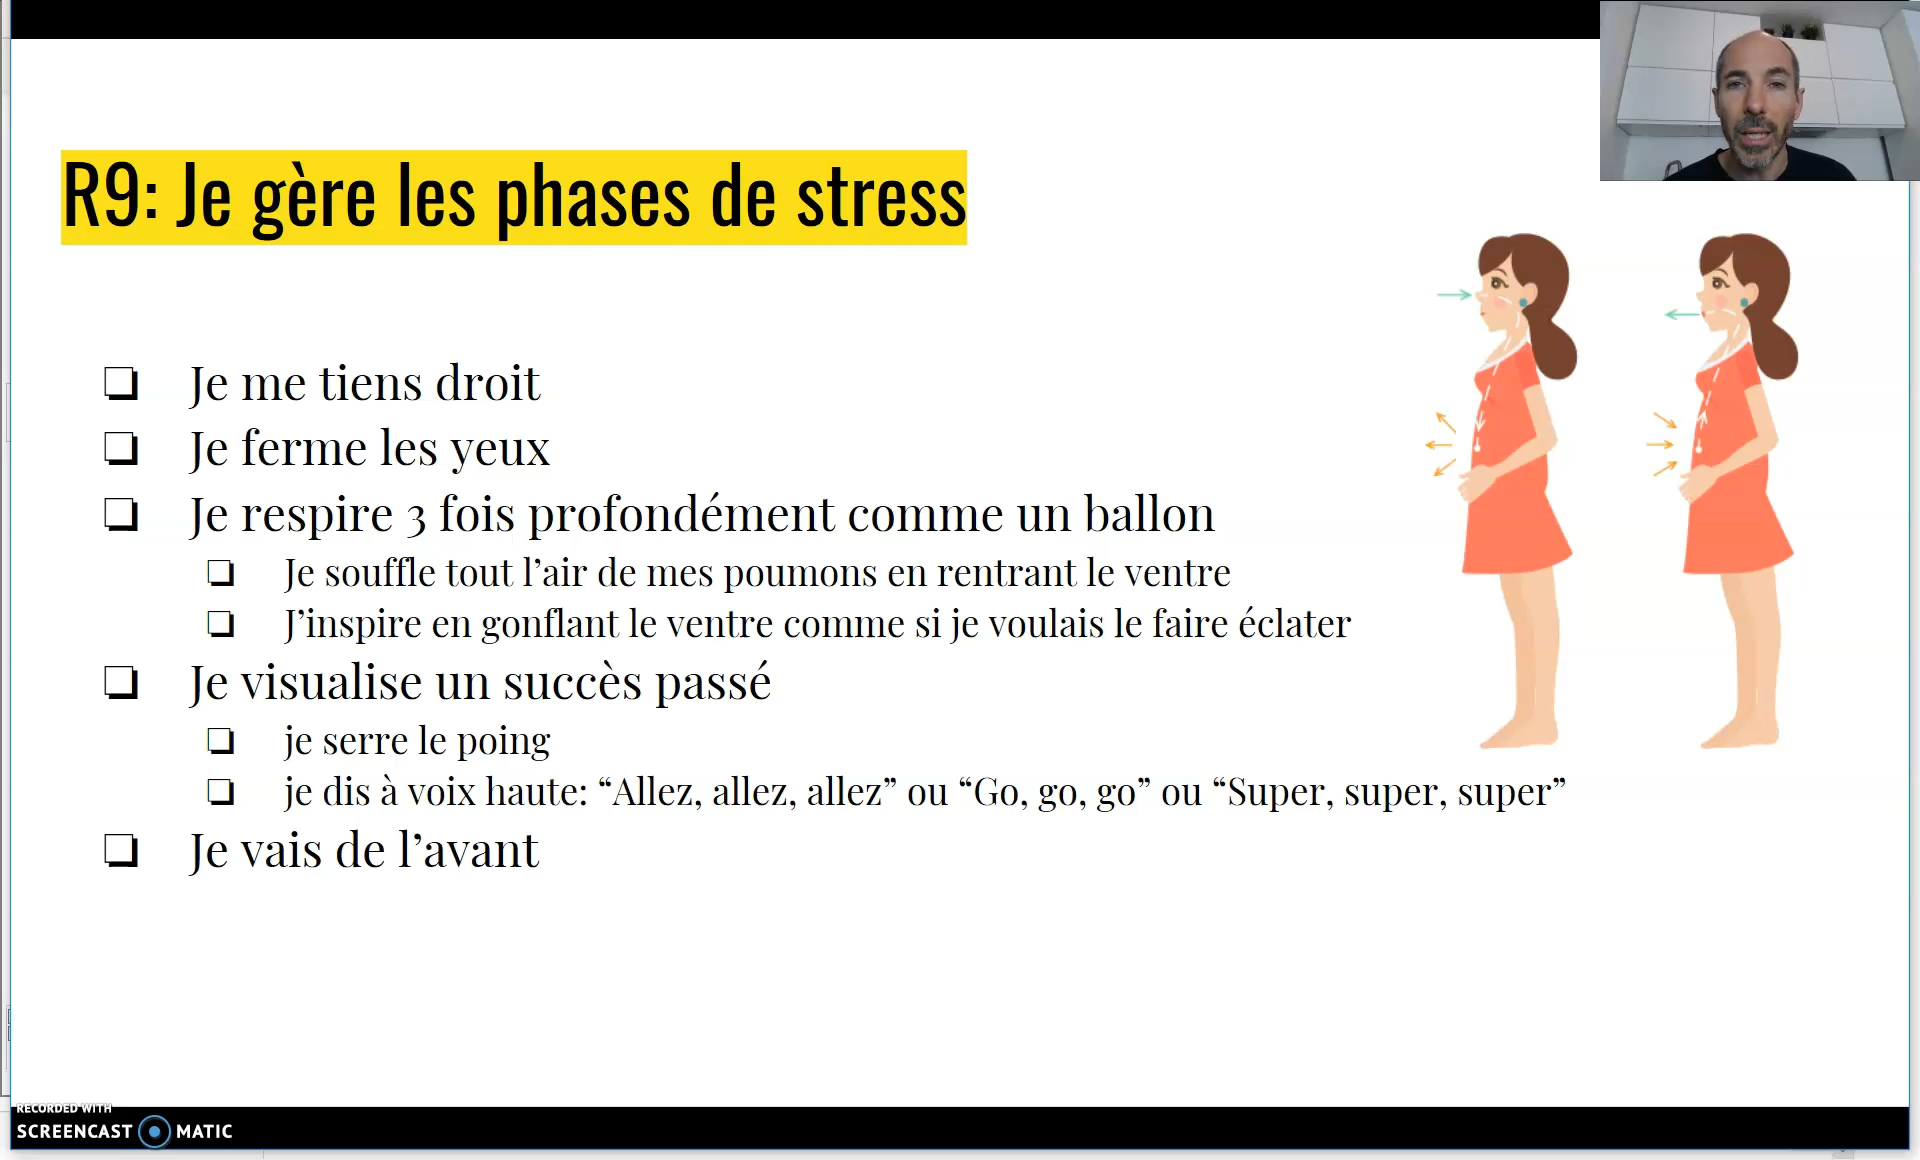 R9: Je gère les phases de stress
Je me tiens droit
Je ferme les yeux
Je respire 3 fois profondément comme un ballon
Je souffle tout l’air de mes poumons en rentrant le ventre
J’inspire en gonflant le ventre comme si je voulais le faire éclater
Je visualise un succès passé
je serre le poing
je dis à voix haute: “Allez, allez, allez” ou “Go, go, go” ou “Super, super, super”
Je vais de l’avant
RECORDED WITH
SCREENCAST MATIC